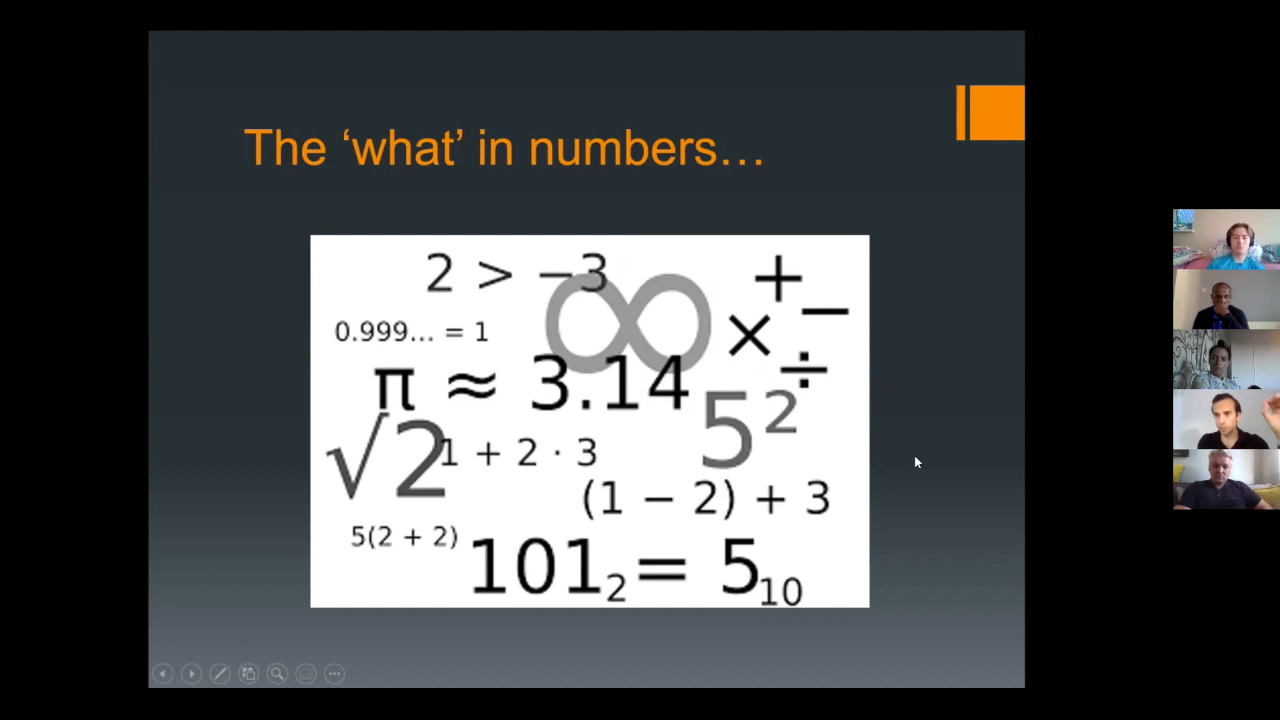 The ‘what’ in numbers…
2 > −3
∞
+
−
×
÷
0.999... = 1
π ≈ 3.14
5²
√2
1 + 2 · 3
(1 − 2) + 3
5(2 + 2)
101₂ = 5₁₀